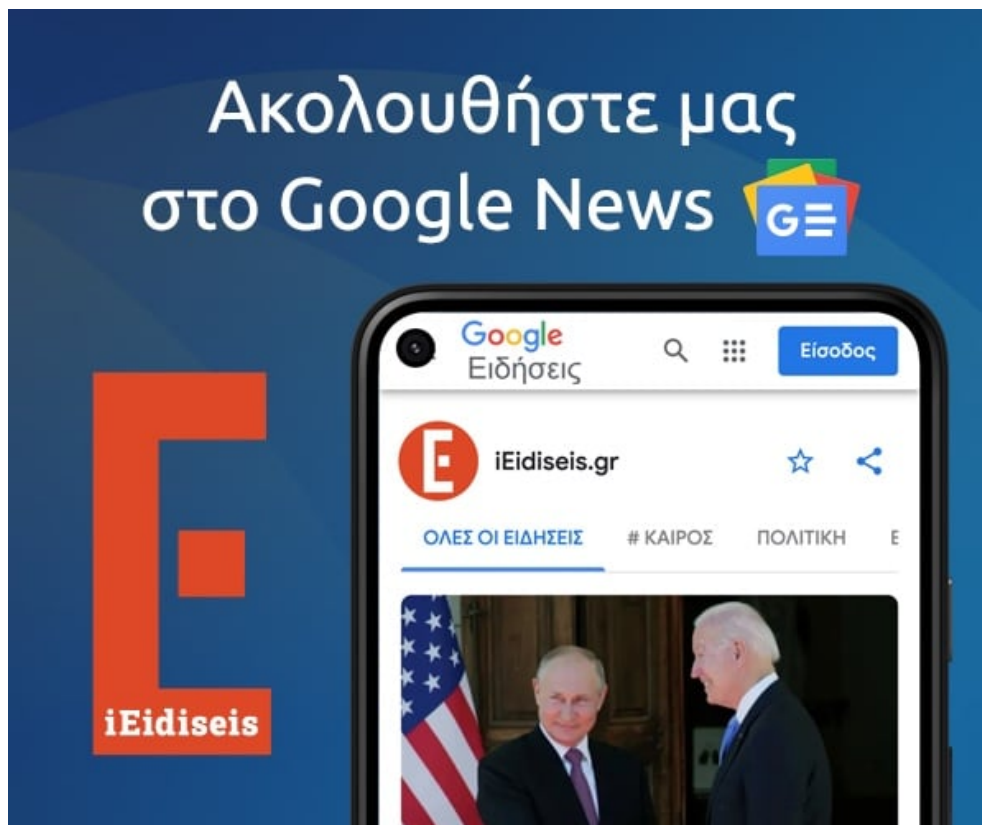 Ακολουθήστε μας
στο Google News
G
Google
Ειδήσεις
Είσοδος
E
iEidiseis.gr
ΟΛΕΣ ΟΙ ΕΙΔΗΣΕΙΣ # ΚΑΙΡΟΣ ΠΟΛΙΤΙΚΗ Ε
E
iEidiseis